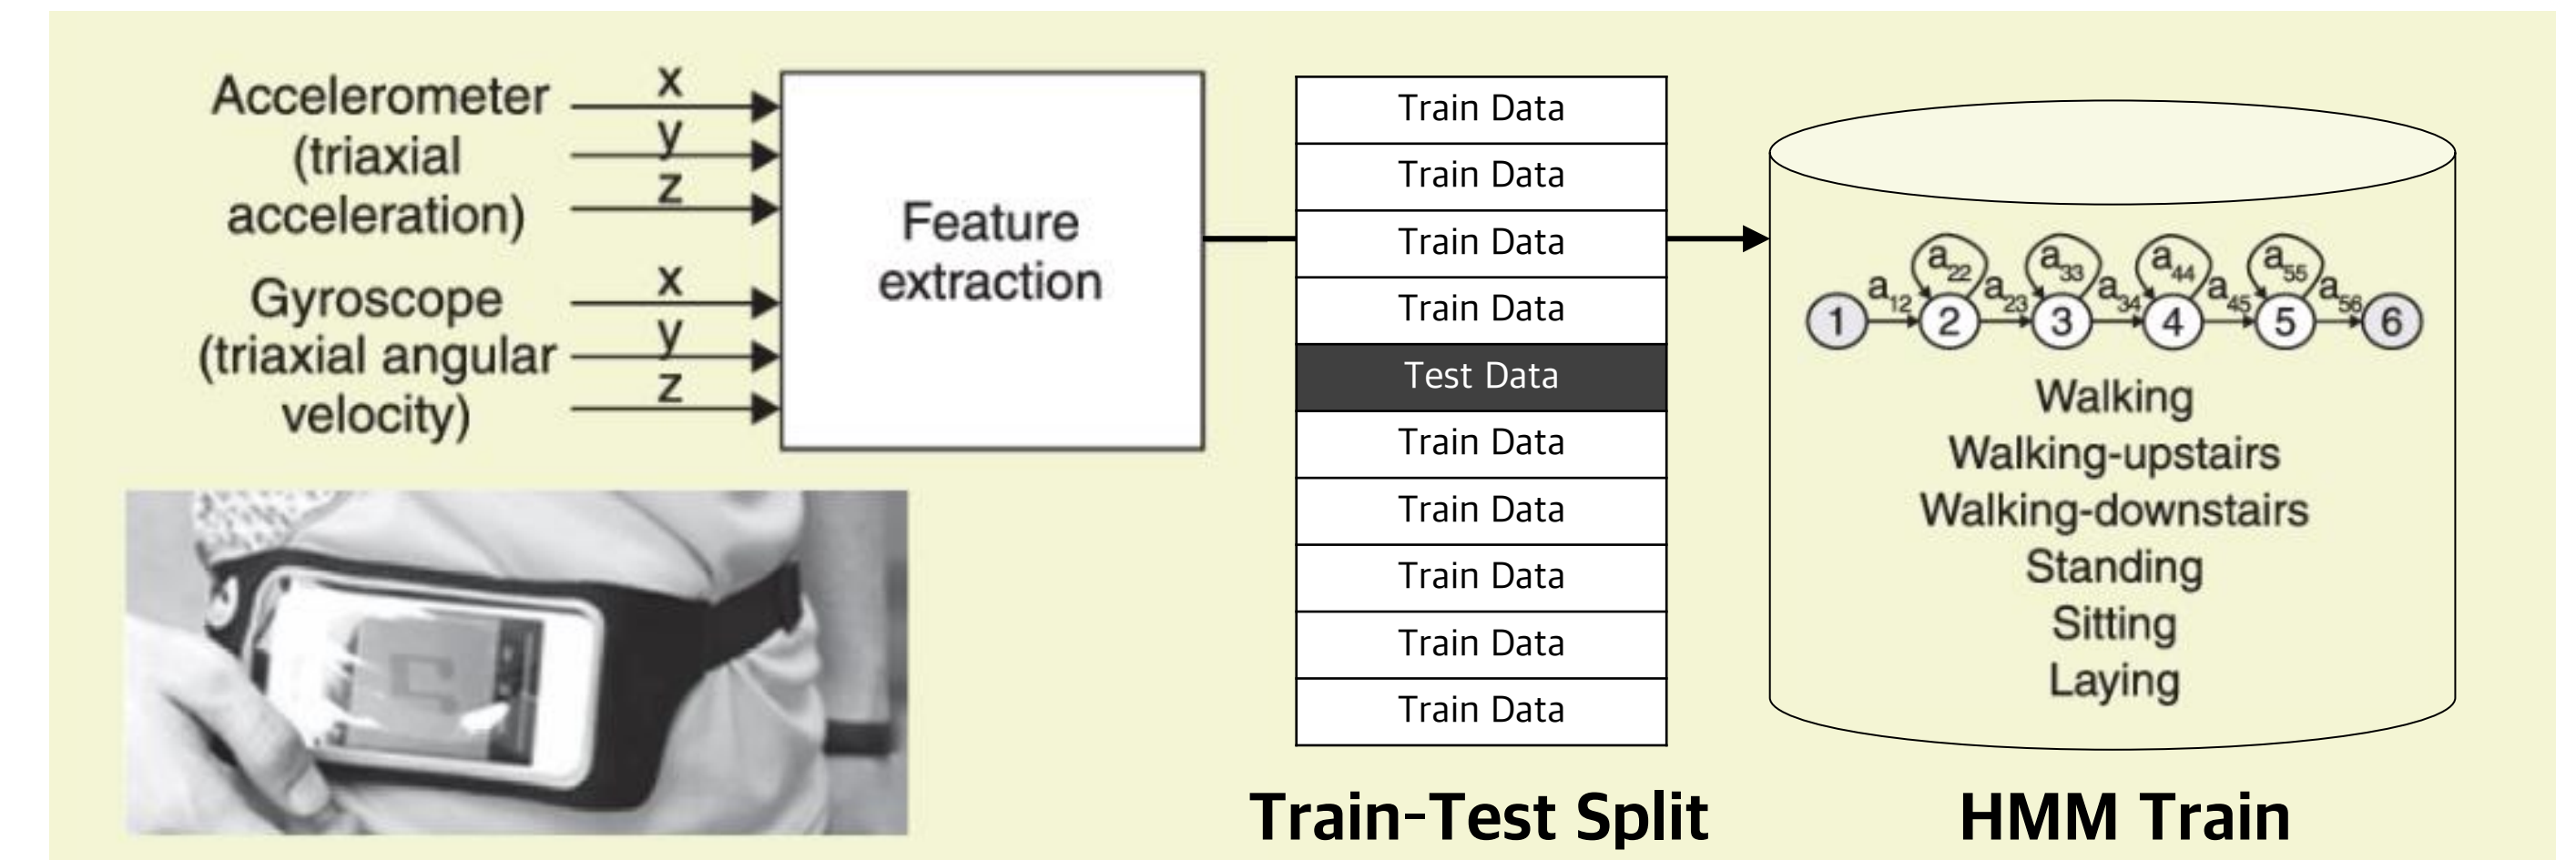 Accelerometer
(triaxial
acceleration)
x
y
z
Gyroscope
(triaxial angular
velocity)
x
y
z
Feature
extraction
Train Data
Train Data
Train Data
Train Data
Test Data
Train Data
Train Data
Train Data
Train Data
Train Data
Train-Test Split
a22 a33 a44 a55
a12 a23 a34 a45 a56
1 2 3 4 5 6
Walking
Walking-upstairs
Walking-downstairs
Standing
Sitting
Laying
HMM Train